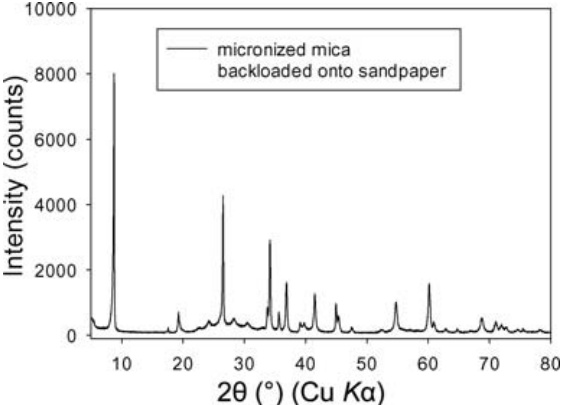 10000
micronized mica
backloaded onto sandpaper
8000
6000
4000
2000
0
Intensity (counts)
10 20 30 40 50 60 70 80
2θ (°) (Cu Kα)